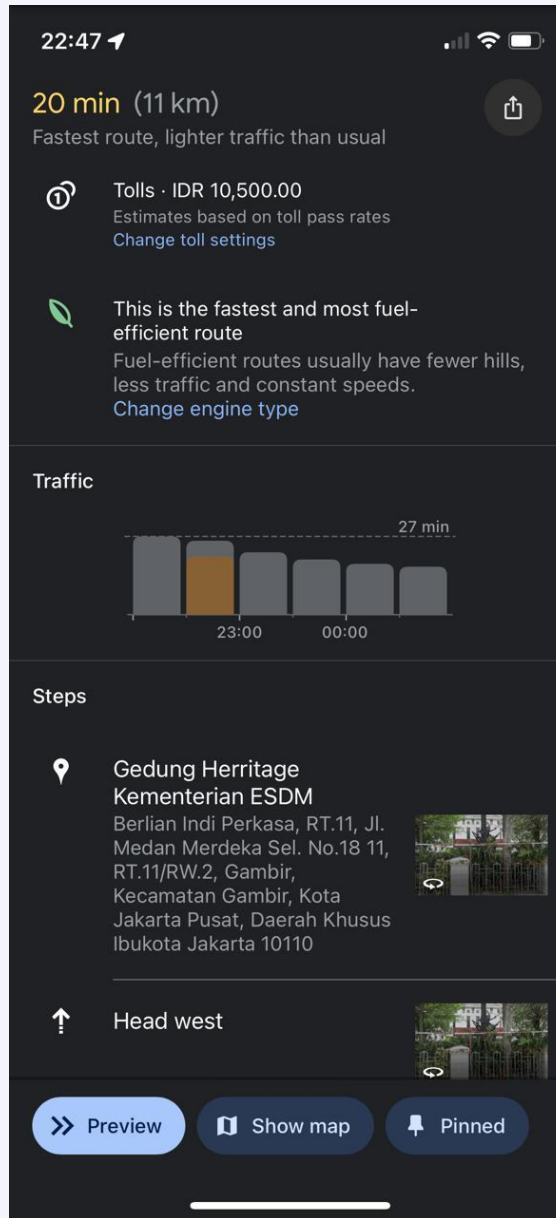 22:47
20 min (11 km)
Fastest route, lighter traffic than usual
Tolls · IDR 10,500.00
Estimates based on toll pass rates
Change toll settings
This is the fastest and most fuel-
efficient route
Fuel-efficient routes usually have fewer hills,
less traffic and constant speeds.
Change engine type
Traffic
27 min
23:00 00:00
Steps
Gedung Herritage
Kementerian ESDM
Berlian Indi Perkasa, RT.11, Jl.
Medan Merdeka Sel. No.18 11,
RT.11/RW.2, Gambir,
Kecamatan Gambir, Kota
Jakarta Pusat, Daerah Khusus
Ibukota Jakarta 10110
Head west
Preview Show map Pinned